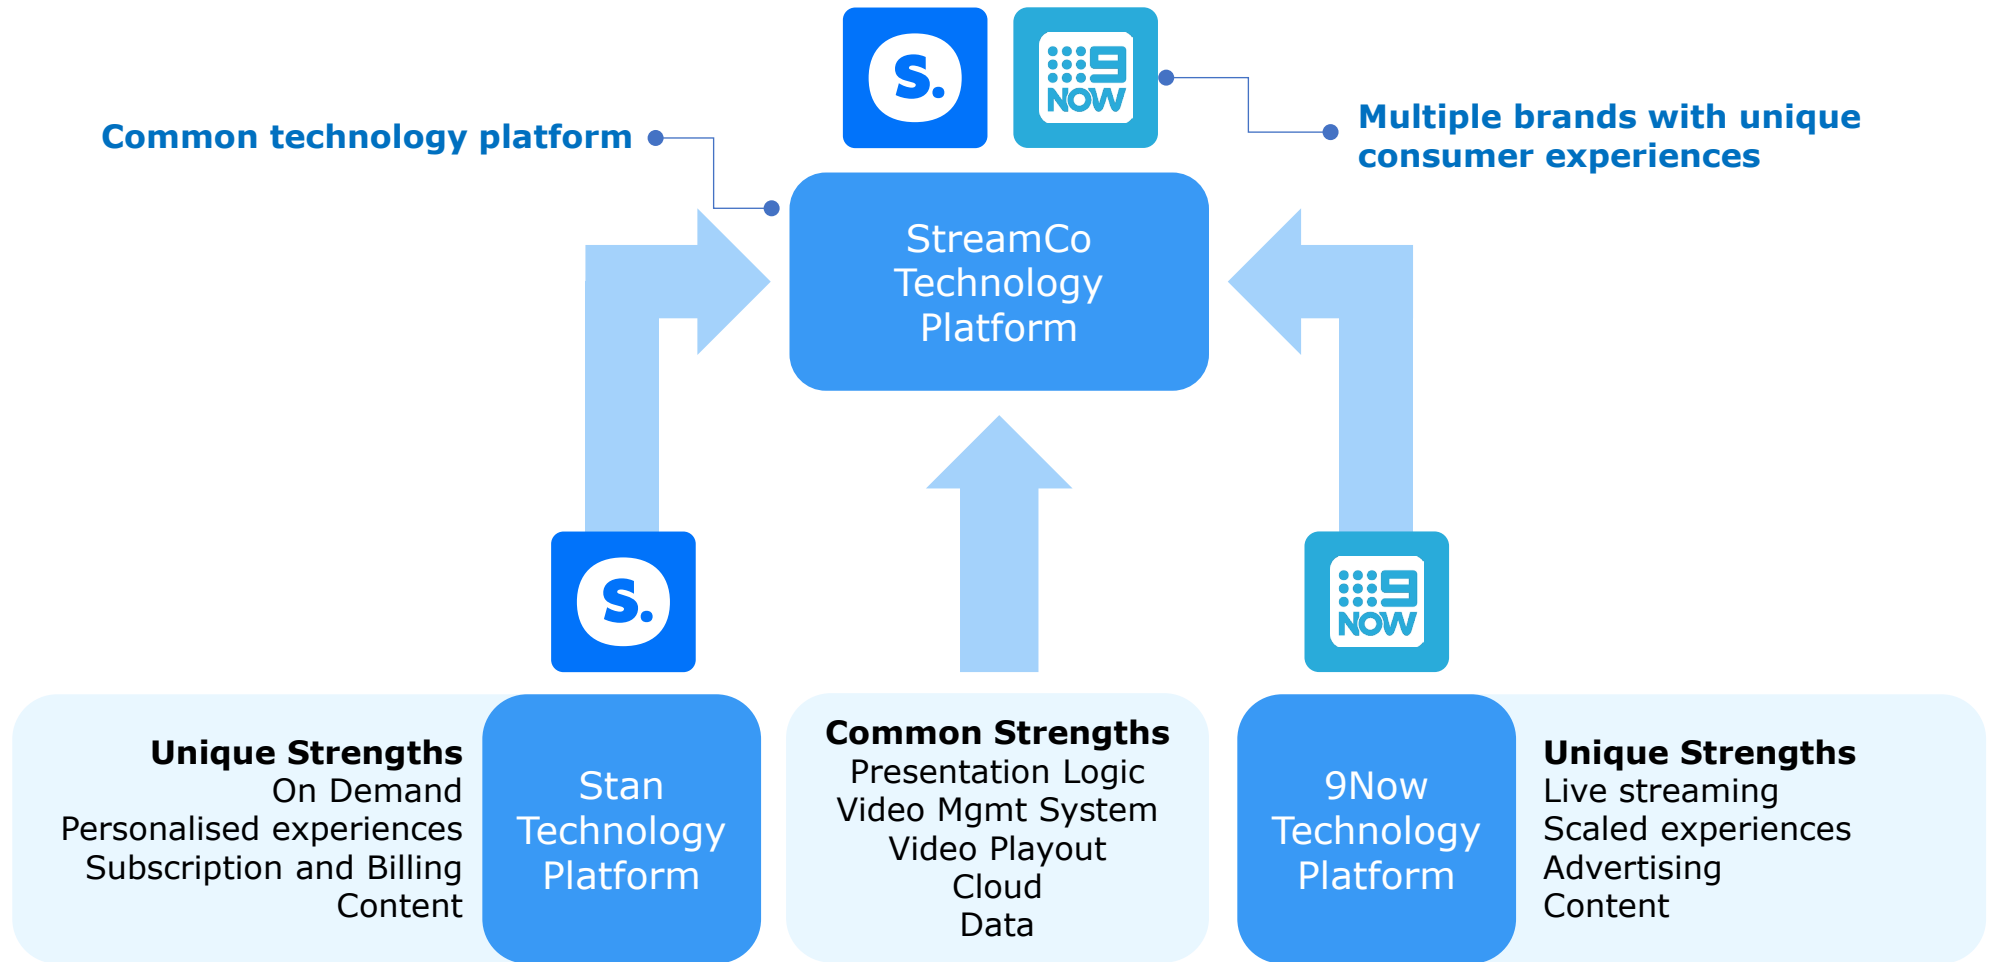 S.
9
NOW
Common technology platform
Multiple brands with unique
consumer experiences
StreamCo
Technology
Platform
S.
9
NOW
Unique Strengths
On Demand
Personalised experiences
Subscription and Billing
Content
Stan
Technology
Platform
Common Strengths
Presentation Logic
Video Mgmt System
Video Playout
Cloud
Data
9Now
Technology
Platform
Unique Strengths
Live streaming
Scaled experiences
Advertising
Content